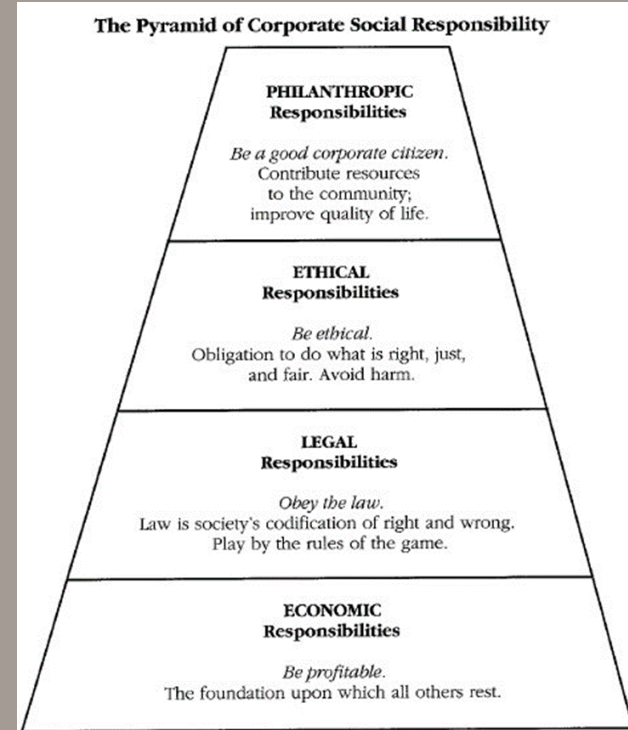 The Pyramid of Corporate Social Responsibility
PHILANTHROPIC
Responsibilities
Be a good corporate citizen.
Contribute resources
to the community;
improve quality of life.
ETHICAL
Responsibilities
Be ethical.
Obligation to do what is right, just,
and fair. Avoid harm.
LEGAL
Responsibilities
Obey the law.
Law is society's codification of right and wrong.
Play by the rules of the game.
ECONOMIC
Responsibilities
Be profitable.
The foundation upon which all others rest.